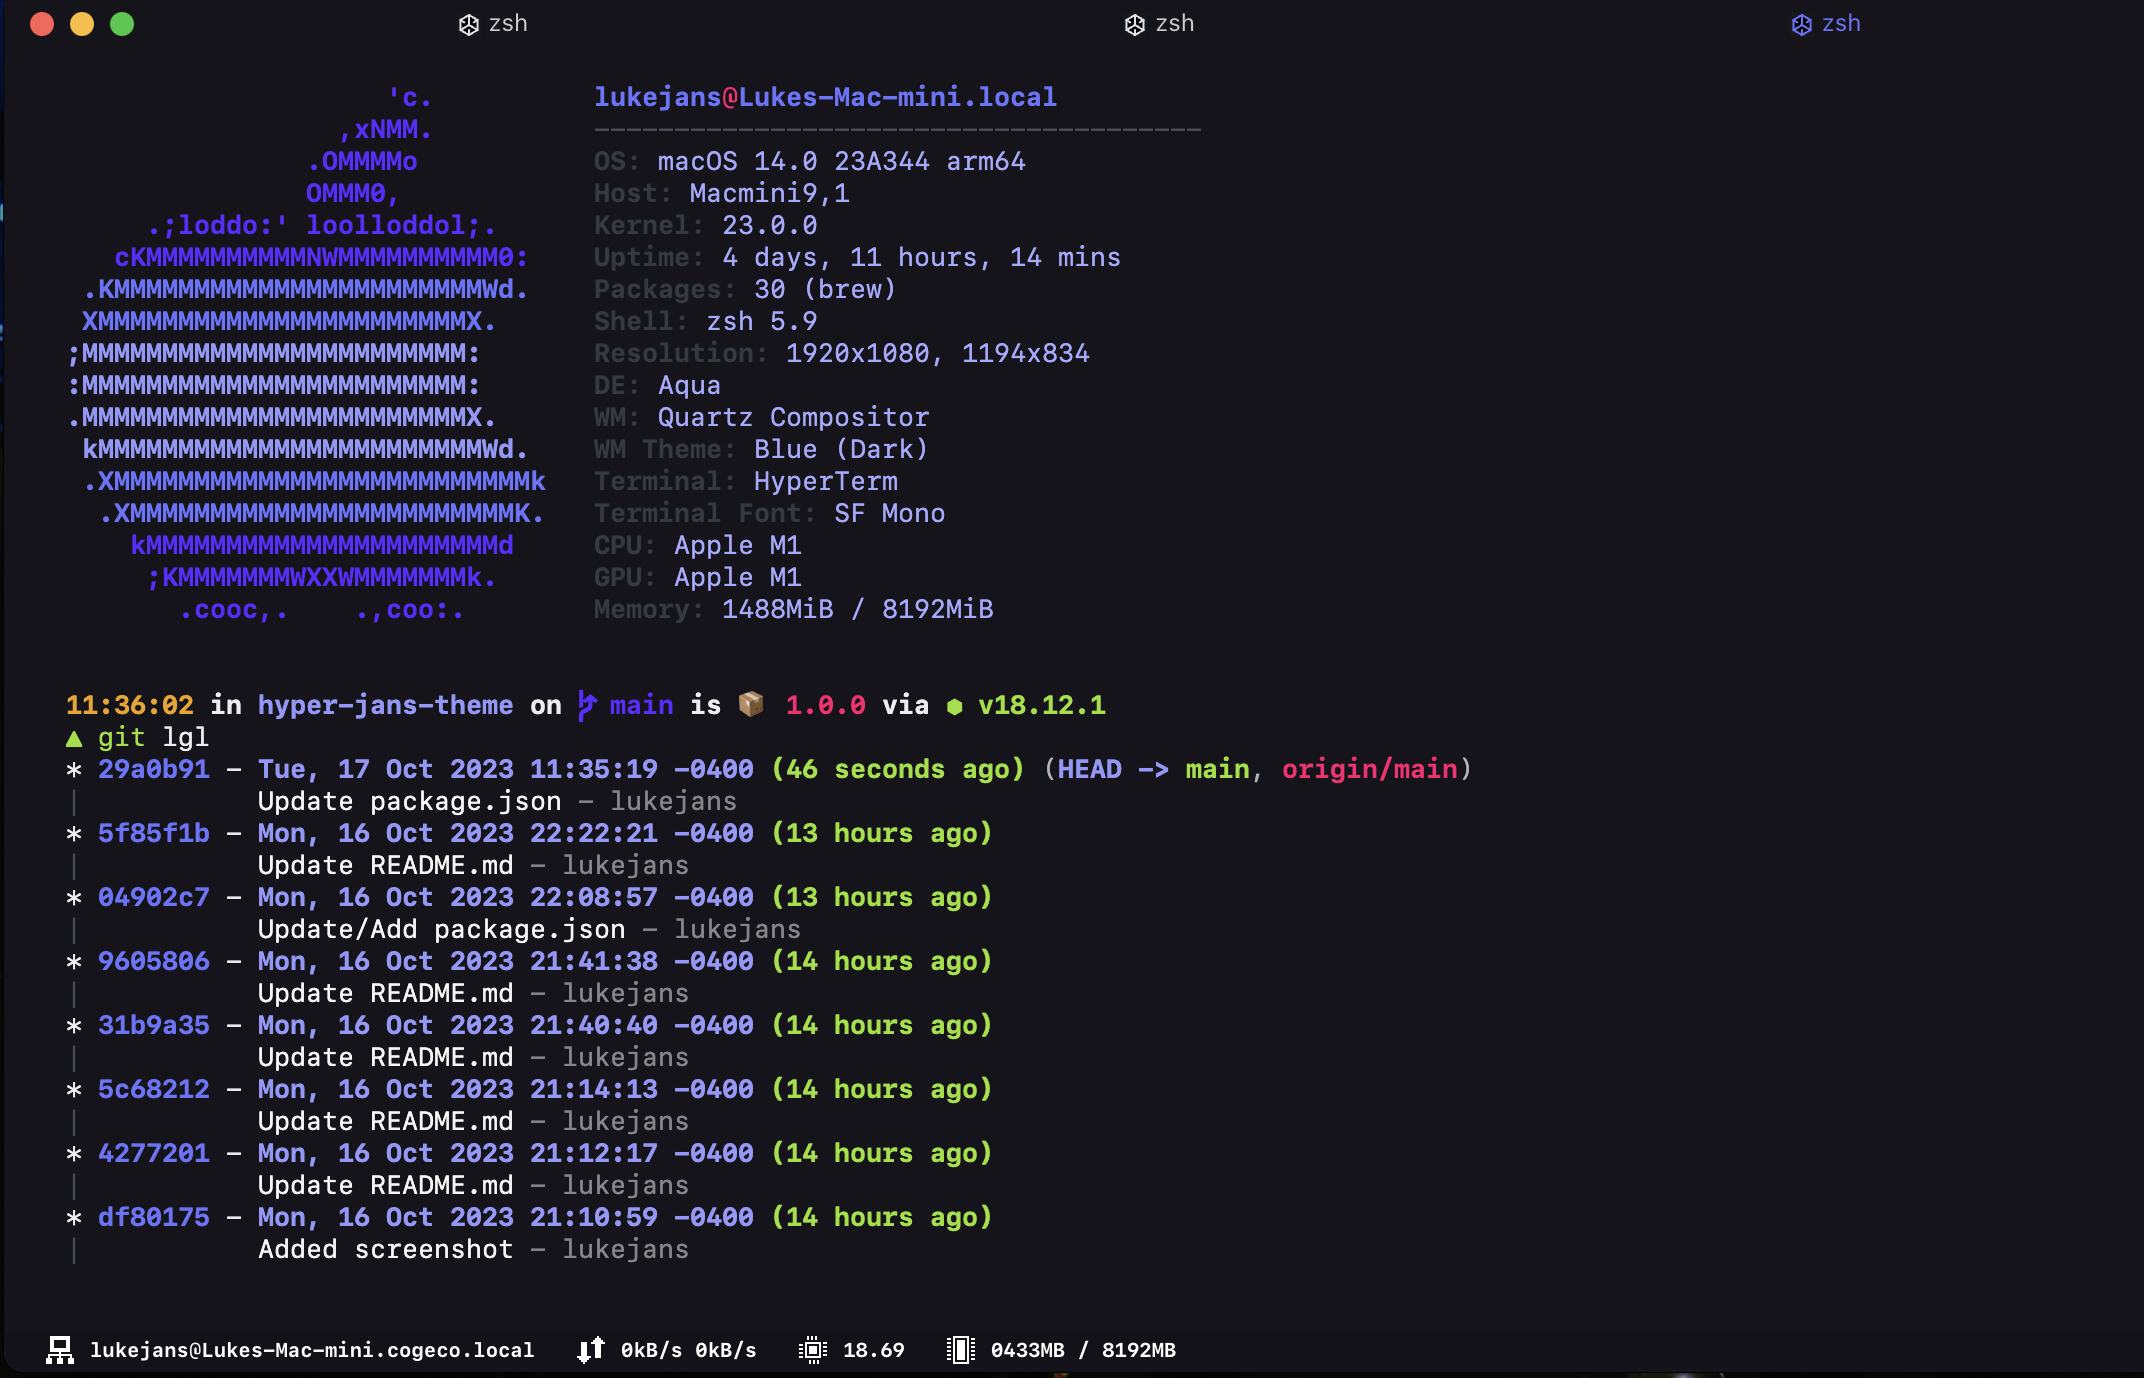 zsh zsh zsh
'c. lukejans@Lukes-Mac-mini.local
,xNMM. --------------------------------------
.OMMMMo OS: macOS 14.0 23A344 arm64
OMMM0, Host: Macmini9,1
.;loddo:' loolloddol;. Kernel: 23.0.0
cKMMMMMMMMMMNWMMMMMMMMMM0: Uptime: 4 days, 11 hours, 14 mins
.KMMMMMMMMMMMMMMMMMMMMMMMWd. Packages: 30 (brew)
XMMMMMMMMMMMMMMMMMMMMMMMX. Shell: zsh 5.9
;MMMMMMMMMMMMMMMMMMMMMMMM: Resolution: 1920x1080, 1194x834
:MMMMMMMMMMMMMMMMMMMMMMMM: DE: Aqua
.MMMMMMMMMMMMMMMMMMMMMMMMX. WM: Quartz Compositor
kMMMMMMMMMMMMMMMMMMMMMMMMWd. WM Theme: Blue (Dark)
.XMMMMMMMMMMMMMMMMMMMMMMMMMMk Terminal: HyperTerm
.XMMMMMMMMMMMMMMMMMMMMMMMMK. Terminal Font: SF Mono
kMMMMMMMMMMMMMMMMMMMMMMd CPU: Apple M1
;KMMMMMMMWXXWMMMMMMMk. GPU: Apple M1
.cooc,. .,coo:. Memory: 1488MiB / 8192MiB
11:36:02 in hyper-jans-theme on main is 📦 1.0.0 via ⬢ v18.12.1
▲ git lgl
* 29a0b91 - Tue, 17 Oct 2023 11:35:19 -0400 (46 seconds ago) (HEAD -> main, origin/main)
| Update package.json - lukejans
* 5f85f1b - Mon, 16 Oct 2023 22:22:21 -0400 (13 hours ago)
| Update README.md - lukejans
* 04902c7 - Mon, 16 Oct 2023 22:08:57 -0400 (13 hours ago)
| Update/Add package.json - lukejans
* 9605806 - Mon, 16 Oct 2023 21:41:38 -0400 (14 hours ago)
| Update README.md - lukejans
* 31b9a35 - Mon, 16 Oct 2023 21:40:40 -0400 (14 hours ago)
| Update README.md - lukejans
* 5c68212 - Mon, 16 Oct 2023 21:14:13 -0400 (14 hours ago)
| Update README.md - lukejans
* 4277201 - Mon, 16 Oct 2023 21:12:17 -0400 (14 hours ago)
| Update README.md - lukejans
* df80175 - Mon, 16 Oct 2023 21:10:59 -0400 (14 hours ago)
| Added screenshot - lukejans
lukejans@Lukes-Mac-mini.cogeco.local 0kB/s 0kB/s 18.69 0433MB / 8192MB